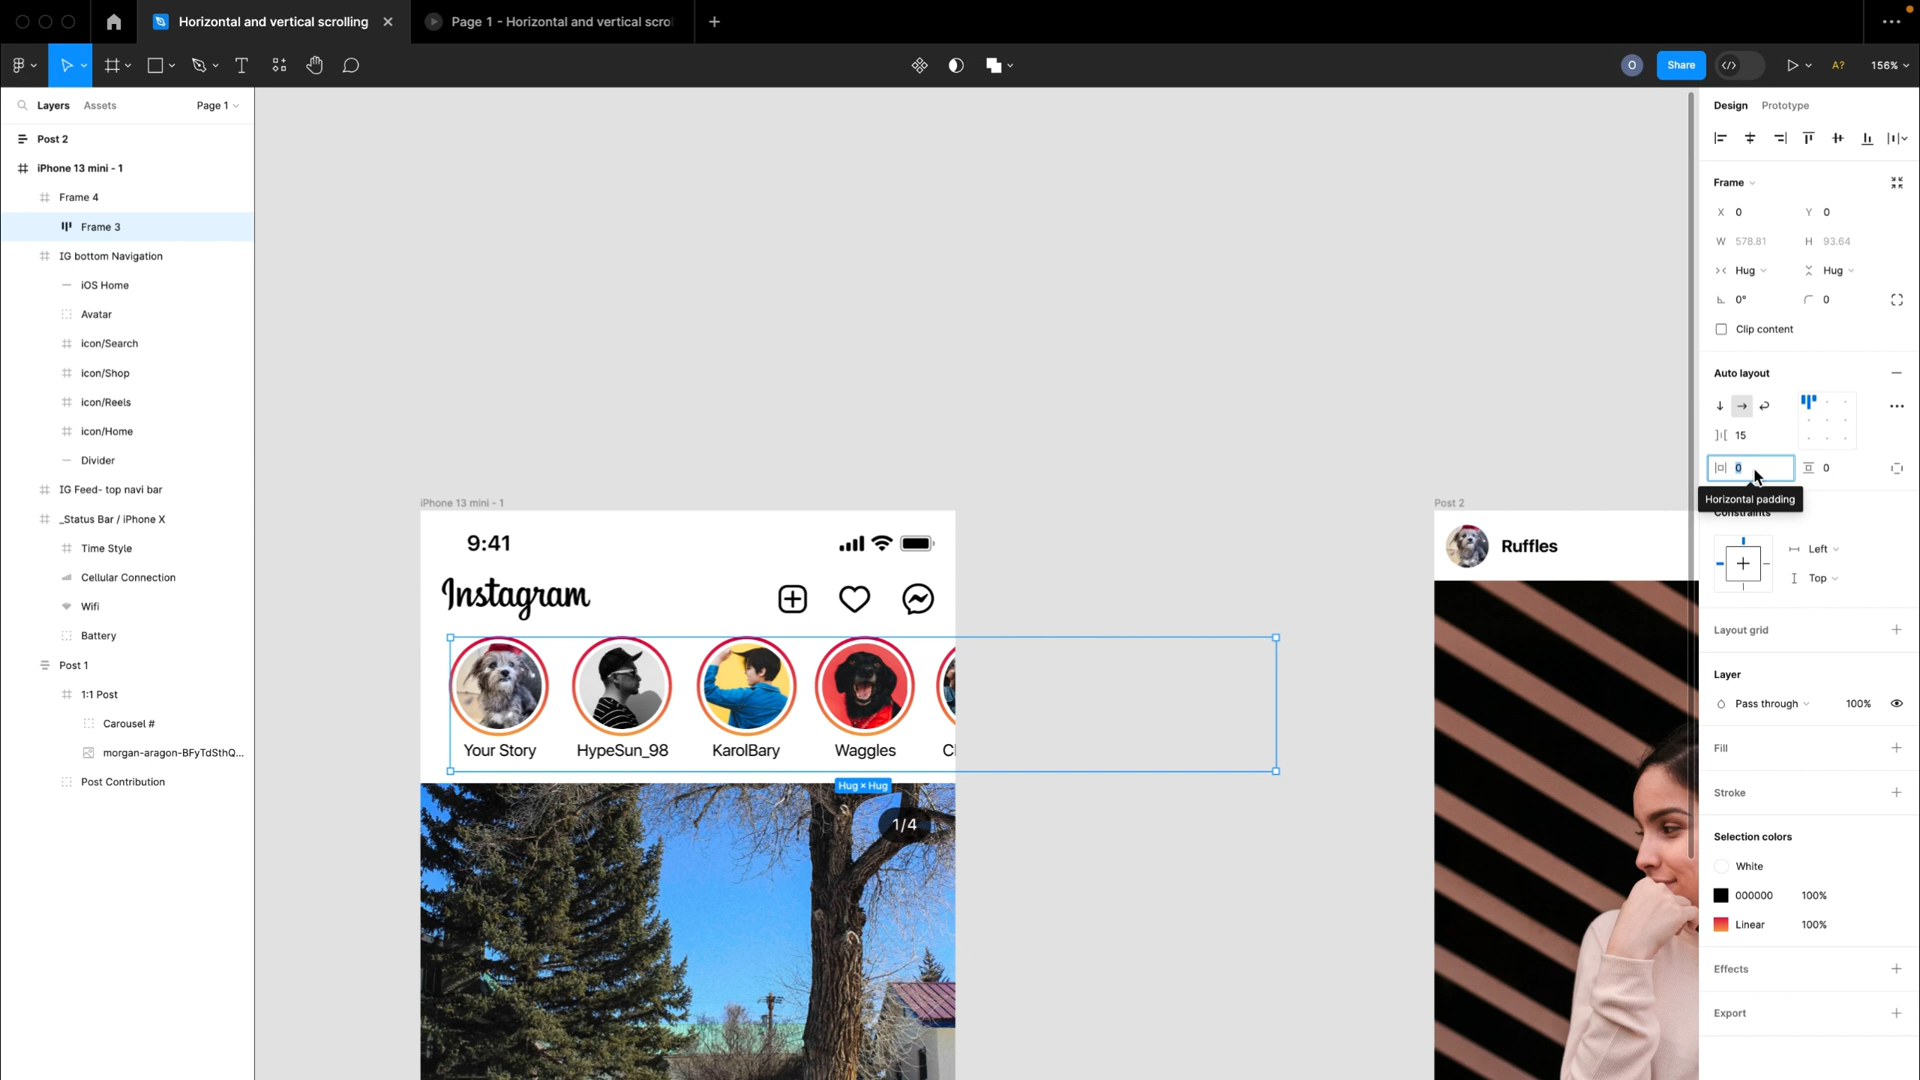 Horizontal and vertical scrolling
Page 1 - Horizontal and vertical scro
Share
A?
156%
Layers
Assets
Page 1
Design
Prototype
Post 2
iPhone 13 mini - 1
Frame 4
Frame 3
IG bottom Navigation
iOS Home
Avatar
icon/Search
icon/Shop
icon/Reels
icon/Home
Divider
IG Feed- top navi bar
_Status Bar / iPhone X
Time Style
Cellular Connection
Wifi
Battery
Post 1
1:1 Post
Carousel #
morgan-aragon-BFyTdSthQ...
Post Contribution
iPhone 13 mini - 1
9:41
Instagram
Your Story
HypeSun_98
KarolBary
Waggles
Hug × Hug
1/4
Post 2
Ruffles
Frame
X 0
Y 0
W 578.81
H 93.64
Hug
Hug
0°
0
Clip content
Auto layout
15
0
0
Horizontal padding
Constraints
Left
Top
Layout grid
Layer
Pass through
100%
Fill
Stroke
Selection colors
White
000000
100%
Linear
100%
Effects
Export